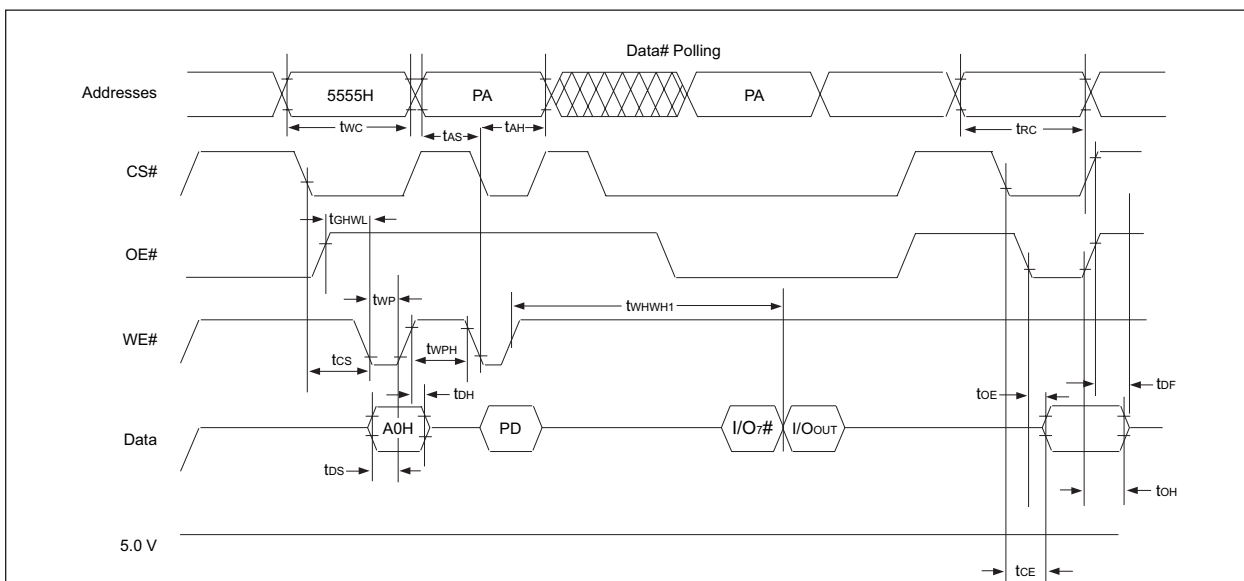 Data# Polling
Addresses
5555H
PA
PA
tWC
tAS
tAH
tRC
CS#
tGHWL
OE#
tWP
tWHWH1
WE#
tCS
tWPH
tDH
tOE
tDF
Data
A0H
PD
I/O7#
I/OOUT
tDS
tOH
5.0 V
tCE